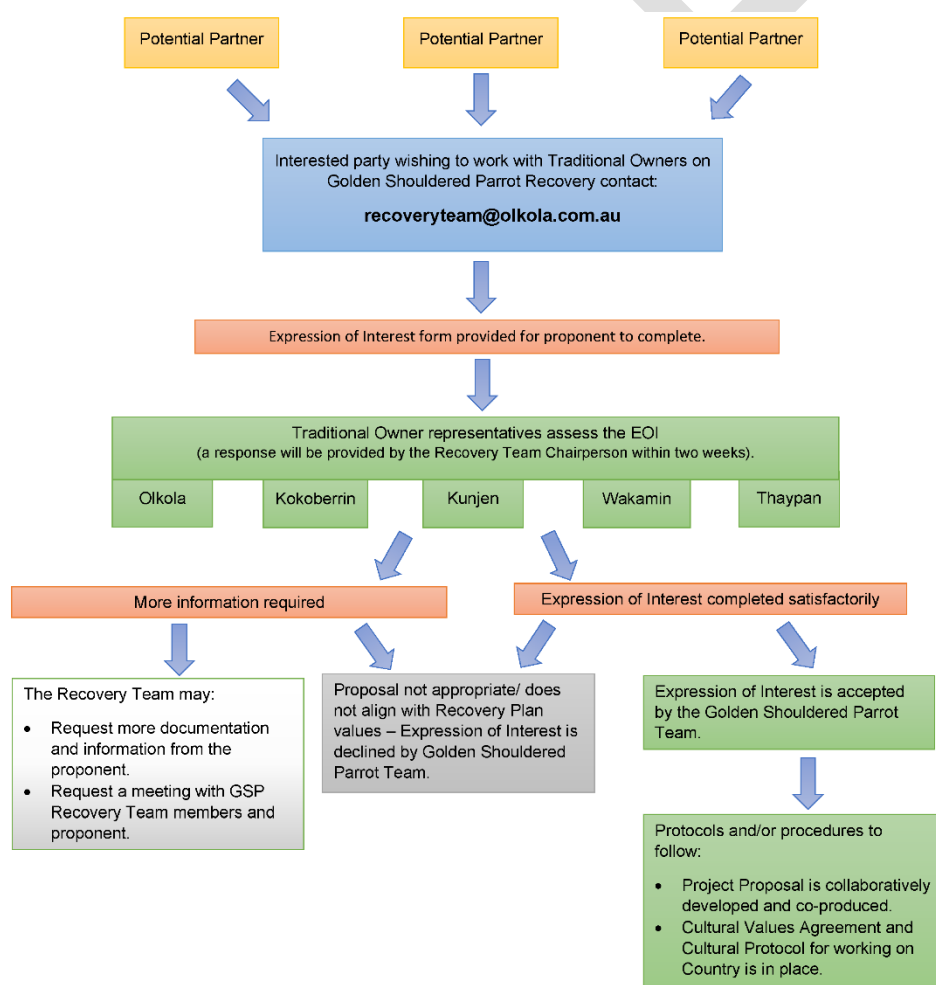 Potential Partner
Potential Partner
Potential Partner
Interested party wishing to work with Traditional Owners on
Golden Shouldered Parrot Recovery contact:
recoveryteam@olkola.com.au
Expression of Interest form provided for proponent to complete.
Traditional Owner representatives assess the EOI
(a response will be provided by the Recovery Team Chairperson within two weeks).
Olkola
Kokoberrin
Kunjen
Wakamin
Thaypan
More information required
Expression of Interest completed satisfactorily
The Recovery Team may:
• Request more documentation
and information from the
proponent.
• Request a meeting with GSP
Recovery Team members and
proponent.
Proposal not appropriate/ does
not align with Recovery Plan
values – Expression of Interest is
declined by Golden Shouldered
Parrot Team.
Expression of Interest is accepted
by the Golden Shouldered Parrot
Team.
Protocols and/or procedures to
follow:
• Project Proposal is collaboratively
developed and co-produced.
• Cultural Values Agreement and
Cultural Protocol for working on
Country is in place.